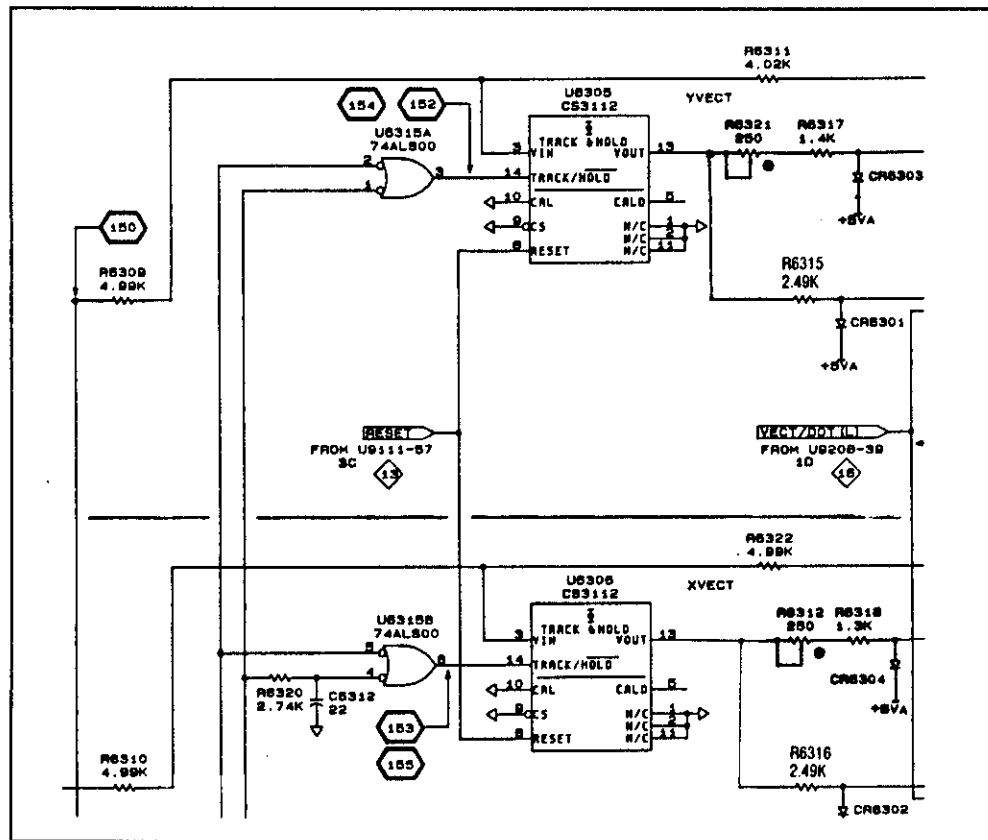 R6311
4.02K
U6305
CS3112
YVECT
154
152
U6315A
74ALS00
2
1
3
TRACK & HOLD
3
VIN
VOUT
13
14
TRACK/HOLD
10
CAL
CALD
5
9
CS
N/C
1
N/C
2
N/C
11
8
RESET
R6321
250
R6317
1.4K
CR6303
+5VA
150
R6309
4.99K
R6315
2.49K
CR6301
+5VA
RESET
FROM U9111-57
3C
13
VECT/DOT (L)
FROM U9208-39
1D
16
R6322
4.99K
U6306
CS3112
XVECT
U6315B
74ALS00
5
4
6
TRACK & HOLD
3
VIN
VOUT
13
14
TRACK/HOLD
10
CAL
CALD
5
9
CS
N/C
1
N/C
2
N/C
11
8
RESET
R6312
250
R6318
1.3K
CR6304
+5VA
R6320
2.74K
C6312
22
153
155
R6310
4.99K
R6316
2.49K
CR6302